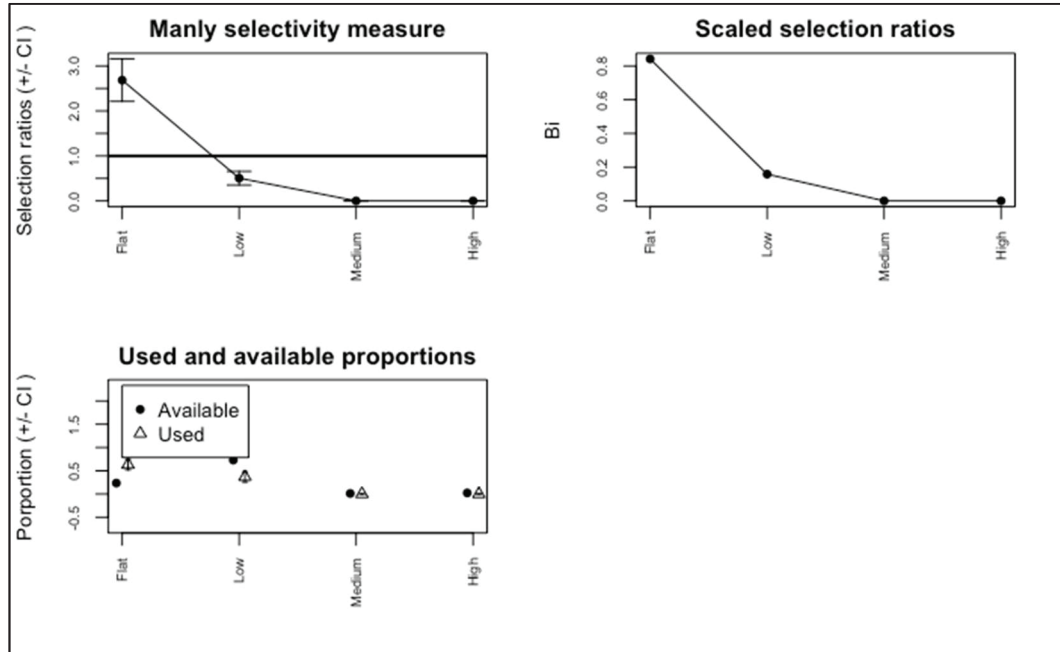 Manly selectivity measure
Selection ratios (+/- CI )
3.0
2.0
1.0
0.0
Flat
Low
Medium
High
Scaled selection ratios
Bi
0.8
0.6
0.4
0.2
0.0
Flat
Low
Medium
High
Used and available proportions
Porportion (+/- CI )
1.5
0.5
-0.5
Available
Used
Flat
Low
Medium
High